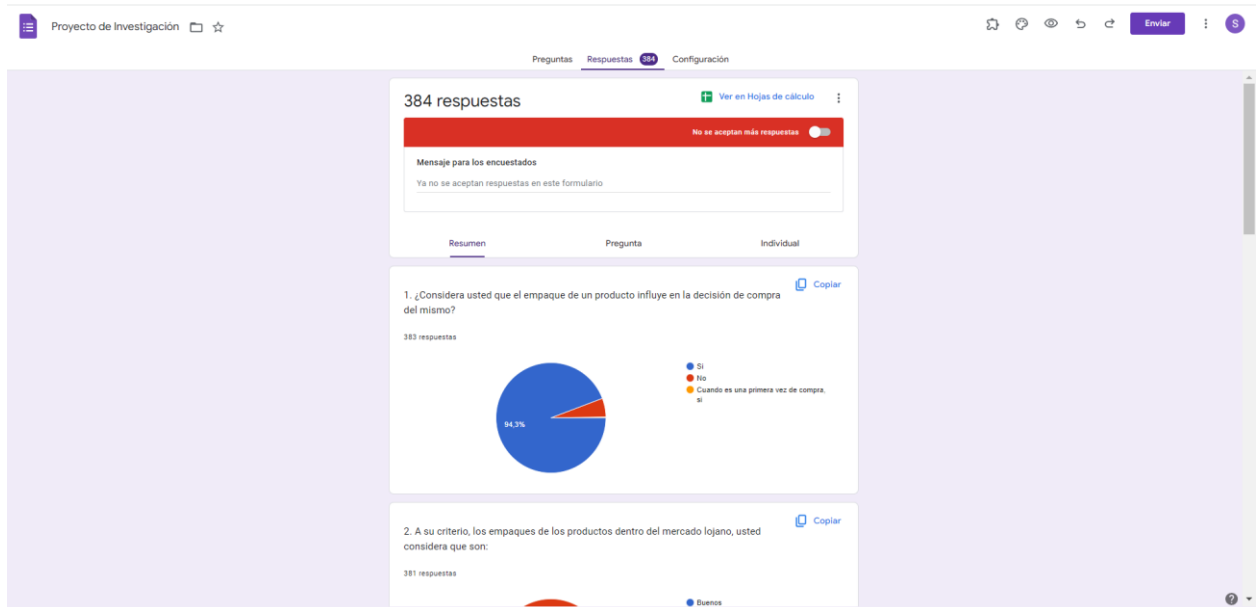 Proyecto de Investigación
Enviar
S
Preguntas Respuestas 384 Configuración
384 respuestas
Ver en Hojas de cálculo
No se aceptan más respuestas
Mensaje para los encuestados
Ya no se aceptan respuestas en este formulario
Resumen Pregunta Individual
Copiar
1. ¿Considera usted que el empaque de un producto influye en la decisión de compra
del mismo?
383 respuestas
Si
No
Cuando es una primera vez de compra,
si
94,3%
Copiar
2. A su criterio, los empaques de los productos dentro del mercado lojano, usted
considera que son:
381 respuestas
Buenos